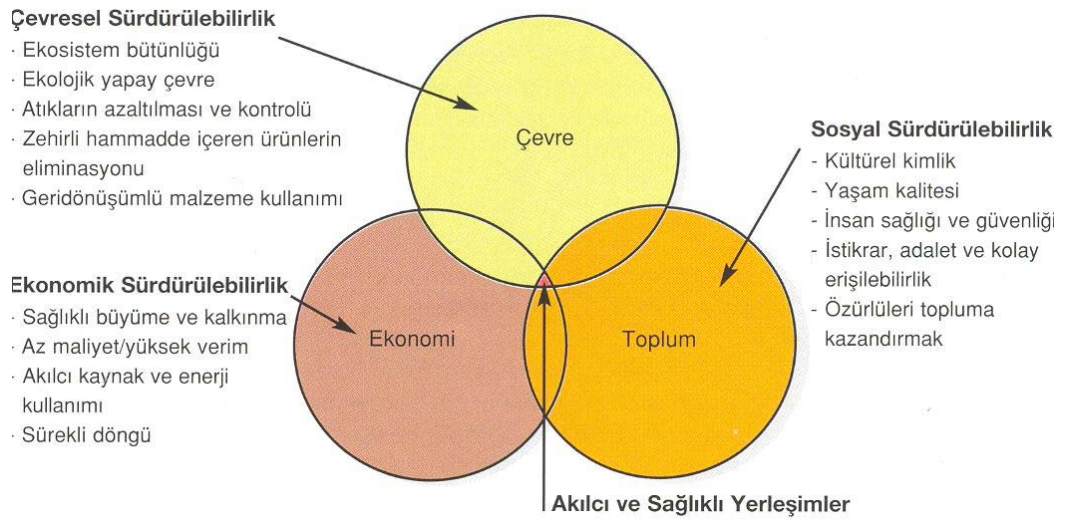 Çevresel Sürdürülebilirlik
· Ekosistem bütünlüğü
· Ekolojik yapay çevre
· Atıkların azaltılması ve kontrolü
· Zehirli hammadde içeren ürünlerin
eliminasyonu
· Geridönüşümlü malzeme kullanımı
Çevre
Sosyal Sürdürülebilirlik
- Kültürel kimlik
- Yaşam kalitesi
- İnsan sağlığı ve güvenliği
- İstikrar, adalet ve kolay
erişilebilirlik
- Özürlüleri topluma
kazandırmak
Ekonomik Sürdürülebilirlik
· Sağlıklı büyüme ve kalkınma
· Az maliyet/yüksek verim
· Akılcı kaynak ve enerji
kullanımı
· Sürekli döngü
Ekonomi
Toplum
Akılcı ve Sağlıklı Yerleşimler